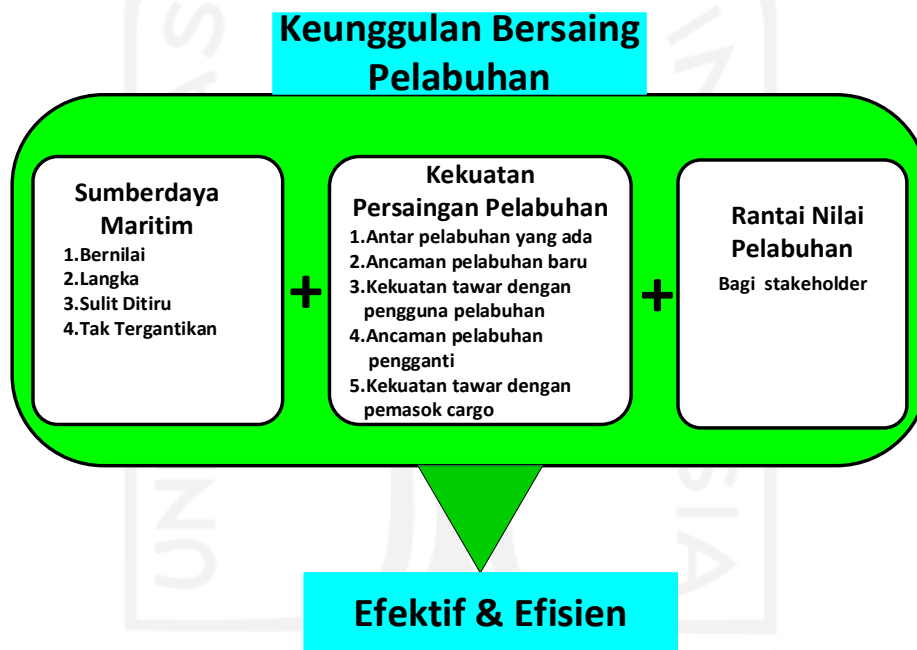 Keunggulan Bersaing
Pelabuhan
Sumberdaya
Maritim
1.Bernilai
2.Langka
3.Sulit Ditiru
4.Tak Tergantikan
+
Kekuatan
Persaingan Pelabuhan
1.Antar pelabuhan yang ada
2.Ancaman pelabuhan baru
3.Kekuatan tawar dengan
pengguna pelabuhan
4.Ancaman pelabuhan
pengganti
5.Kekuatan tawar dengan
pemasok cargo
+
Rantai Nilai
Pelabuhan
Bagi stakeholder
Efektif & Efisien